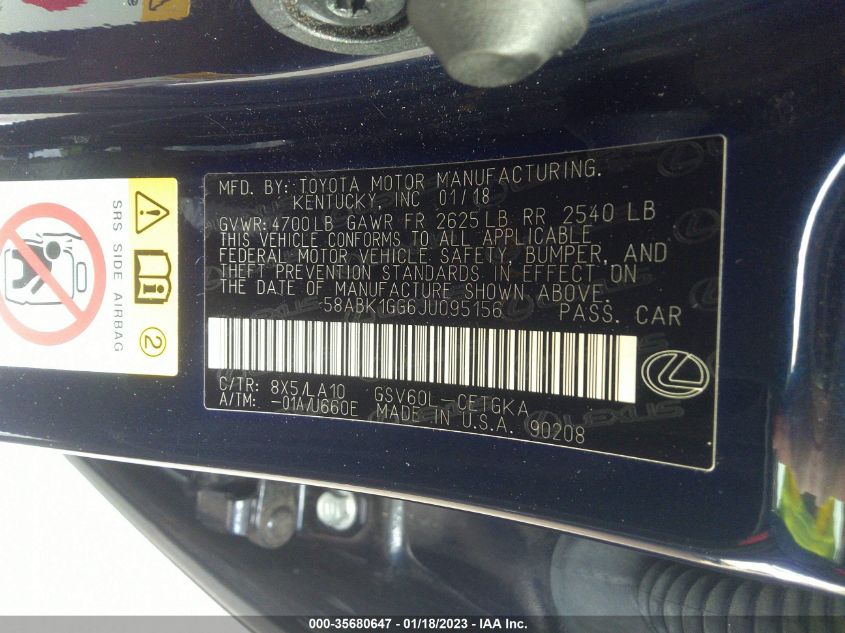 MFD. BY: TOYOTA MOTOR MANUFACTURING.
KENTUCKY, INC 01/18
GVWR: 4700 LB GAWR FR 2625 LB RR 2540 LB
THIS VEHICLE CONFORMS TO ALL APPLICABLE
FEDERAL MOTOR VEHICLE SAFETY, BUMPER, AND
THEFT PREVENTION STANDARDS IN EFFECT ON
THE DATE OF MANUFACTURE SHOWN ABOVE.
58ABK1GG6JU095156 PASS. CAR
C/TR: 8X5/LA10 GSV60L-CETGKA
A/TM: -01A/U660E MADE IN U.S.A. 90208
LEXUS
SRS SIDE AIRBAG
2
000-35680647 - 01/18/2023 - IAA Inc.